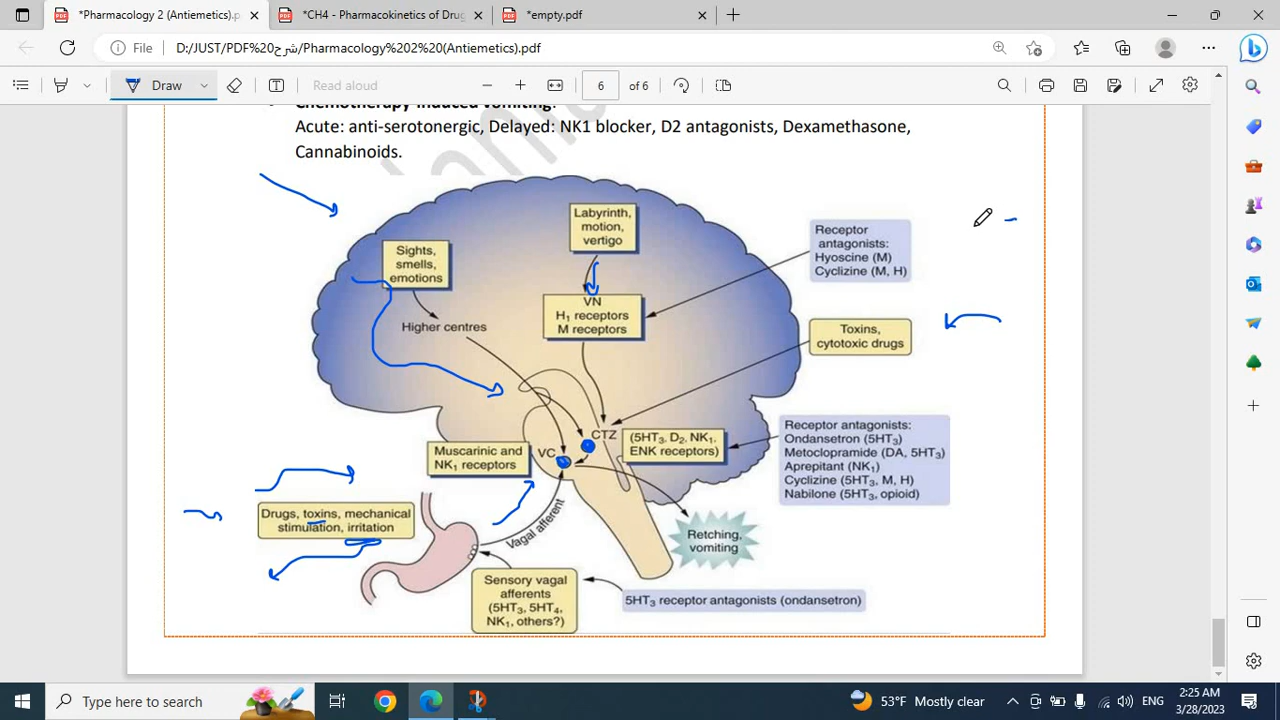 *Pharmacology 2 (Antiemetics).p
*CH4 - Pharmacokinetics of Drug
*empty.pdf
File
D:/JUST/PDF%20شرح/Pharmacology%202%20(Antiemetics).pdf
Draw
Read aloud
6
of 6
Chemotherapy-induced vomiting:
Acute: anti-serotonergic, Delayed: NK1 blocker, D2 antagonists, Dexamethasone,
Cannabinoids.
Labyrinth,
motion,
vertigo
Sights,
smells,
emotions
Receptor
antagonists:
Hyoscine (M)
Cyclizine (M, H)
VN
H₁ receptors
M receptors
Higher centres
Toxins,
cytotoxic drugs
CTZ
(5HT₃, D₂, NK₁,
ENK receptors)
Receptor antagonists:
Ondansetron (5HT₃)
Metoclopramide (DA, 5HT₃)
Aprepitant (NK₁)
Cyclizine (5HT₃, M, H)
Nabilone (5HT₃, opioid)
Muscarinic and
NK₁ receptors
VC
Drugs, toxins, mechanical
stimulation, irritation
Vagal afferent
Retching,
vomiting
Sensory vagal
afferents
(5HT₃, 5HT₄,
NK₁, others?)
5HT₃ receptor antagonists (ondansetron)
Type here to search
53°F Mostly clear
ENG
2:25 AM
3/28/2023